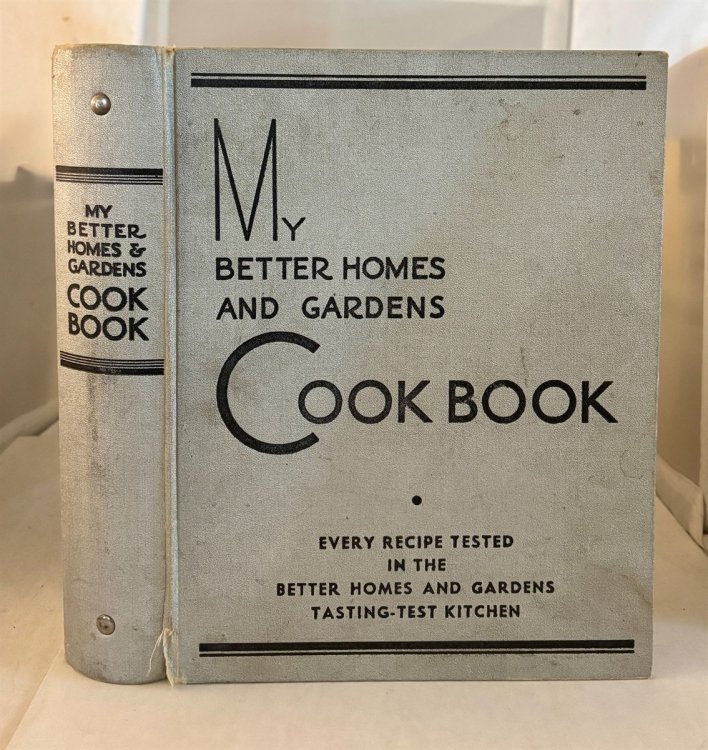 MY
BETTER
HOMES &
GARDENS
COOK
BOOK
My
BETTER HOMES
AND GARDENS
COOK BOOK
EVERY RECIPE TESTED
IN THE
BETTER HOMES AND GARDENS
TASTING-TEST KITCHEN